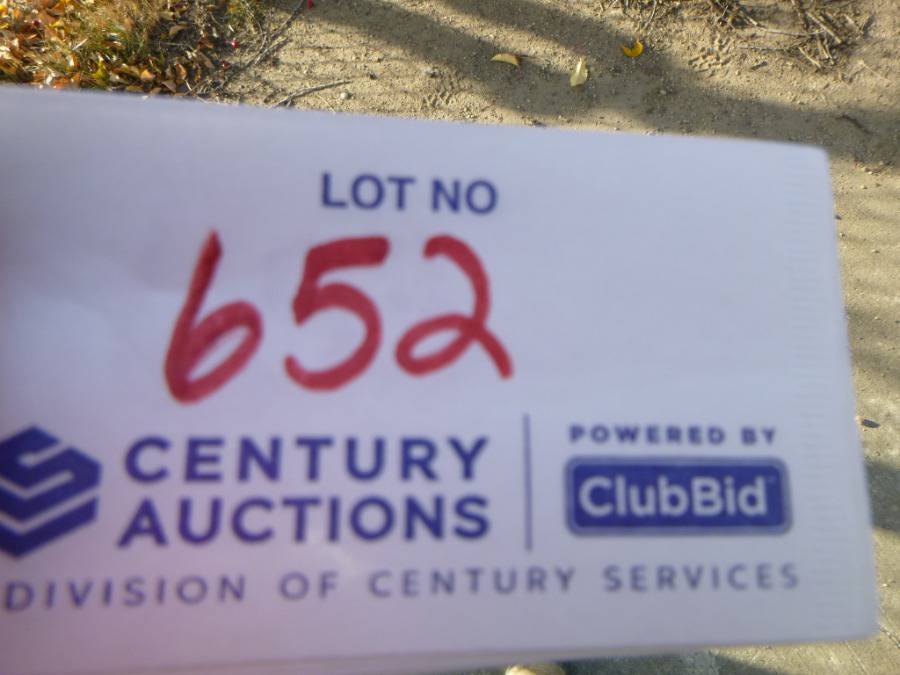 LOT NO
652
CENTURY
AUCTIONS
POWERED BY
ClubBid
DIVISION OF CENTURY SERVICES